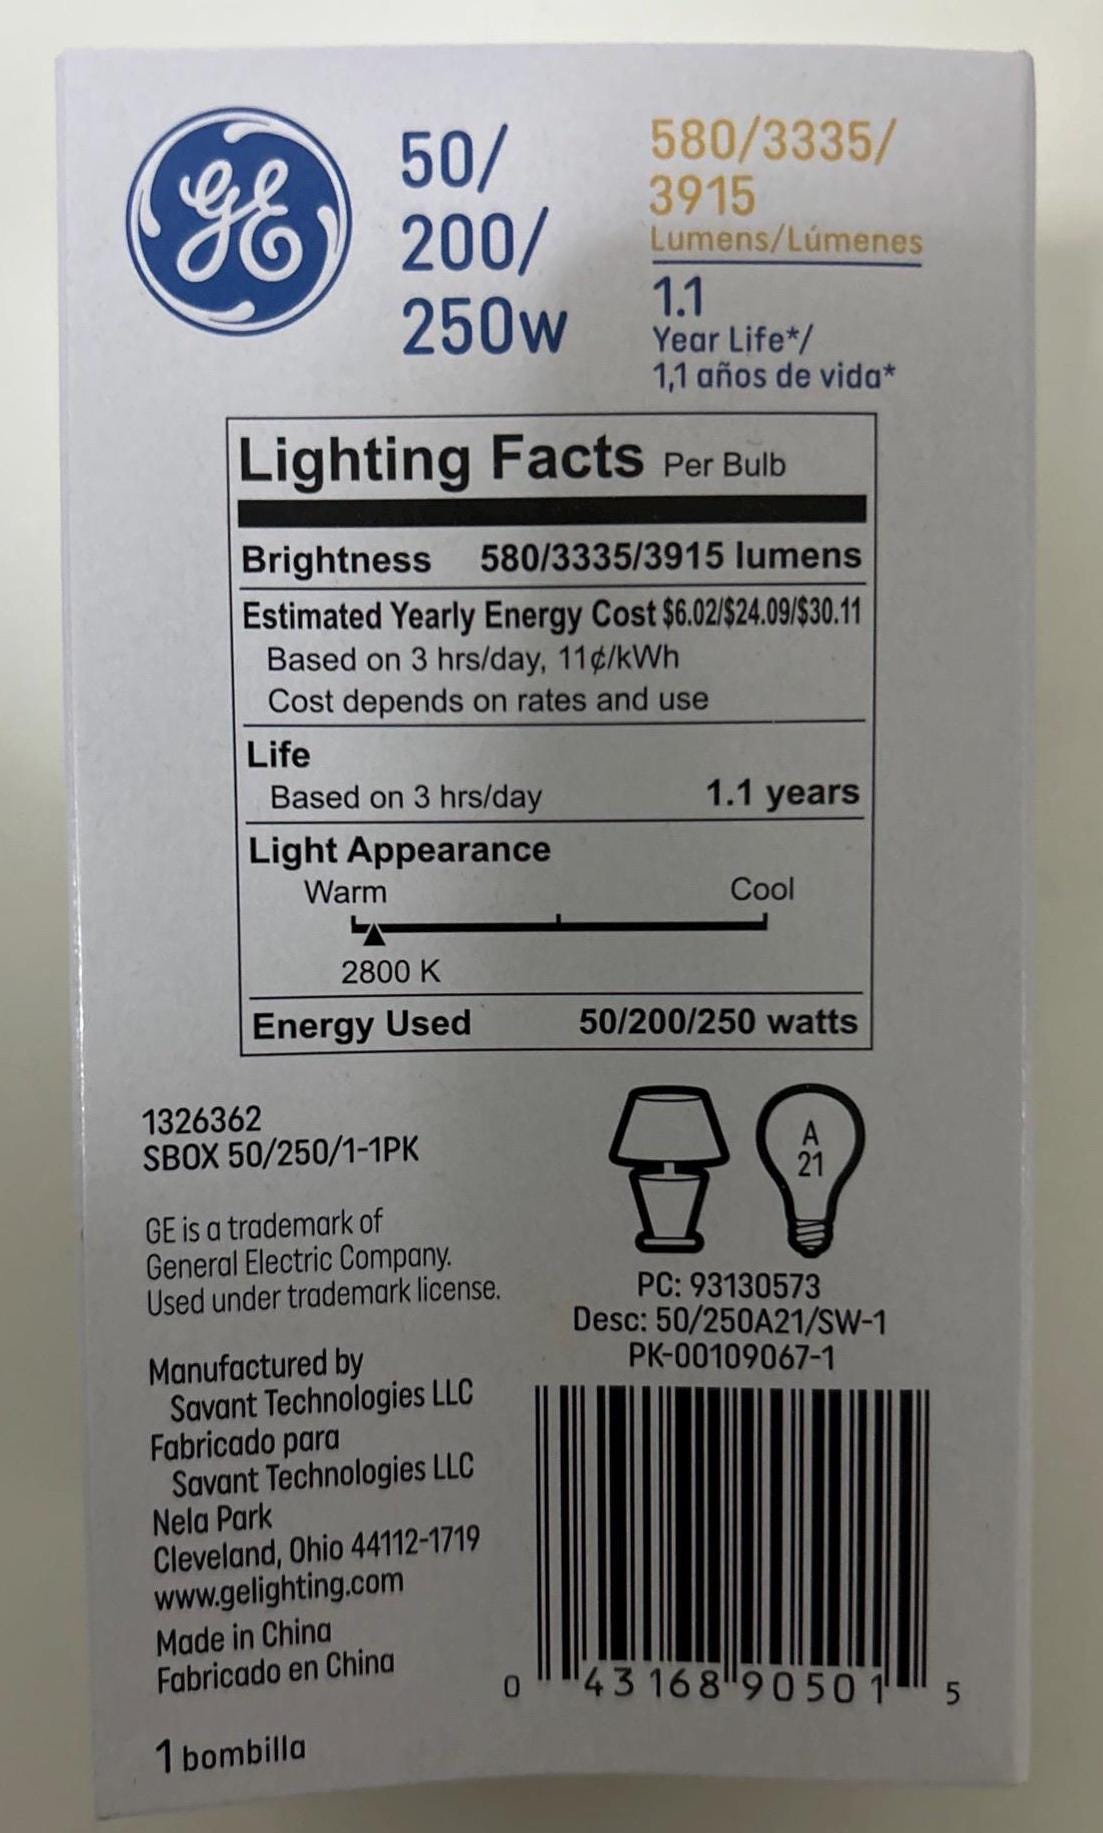 GE
50/
200/
250w
580/3335/
3915
Lumens/Lúmenes
1.1
Year Life*/
1,1 años de vida*
Lighting Facts Per Bulb
Brightness 580/3335/3915 lumens
Estimated Yearly Energy Cost $6.02/$24.09/$30.11
Based on 3 hrs/day, 11¢/kWh
Cost depends on rates and use
Life
Based on 3 hrs/day 1.1 years
Light Appearance
Warm Cool
2800 K
Energy Used 50/200/250 watts
1326362
SBOX 50/250/1-1PK
GE is a trademark of
General Electric Company.
Used under trademark license.
Manufactured by
Savant Technologies LLC
Fabricado para
Savant Technologies LLC
Nela Park
Cleveland, Ohio 44112-1719
www.gelighting.com
Made in China
Fabricado en China
1 bombilla
A
21
PC: 93130573
Desc: 50/250A21/SW-1
PK-00109067-1
0 43168 90501 5